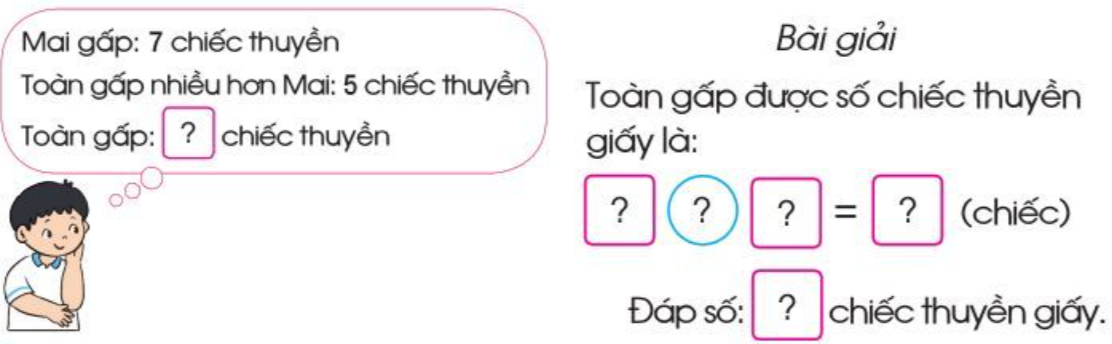 Mai gấp: 7 chiếc thuyền
Toàn gấp nhiều hơn Mai: 5 chiếc thuyền
Toàn gấp: ? chiếc thuyền
Bài giải
Toàn gấp được số chiếc thuyền
giấy là:
? ? ? = ? (chiếc)
Đáp số: ? chiếc thuyền giấy.